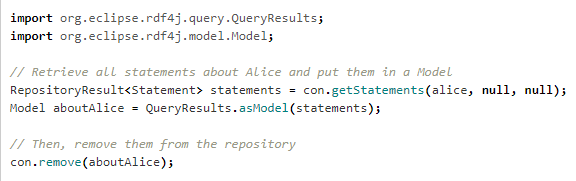 import org.eclipse.rdf4j.query.QueryResults;
import org.eclipse.rdf4j.model.Model;
// Retrieve all statements about Alice and put them in a Model
RepositoryResult<Statement> statements = con.getStatements(alice, null, null);
Model aboutAlice = QueryResults.asModel(statements);
// Then, remove them from the repository
con.remove(aboutAlice);